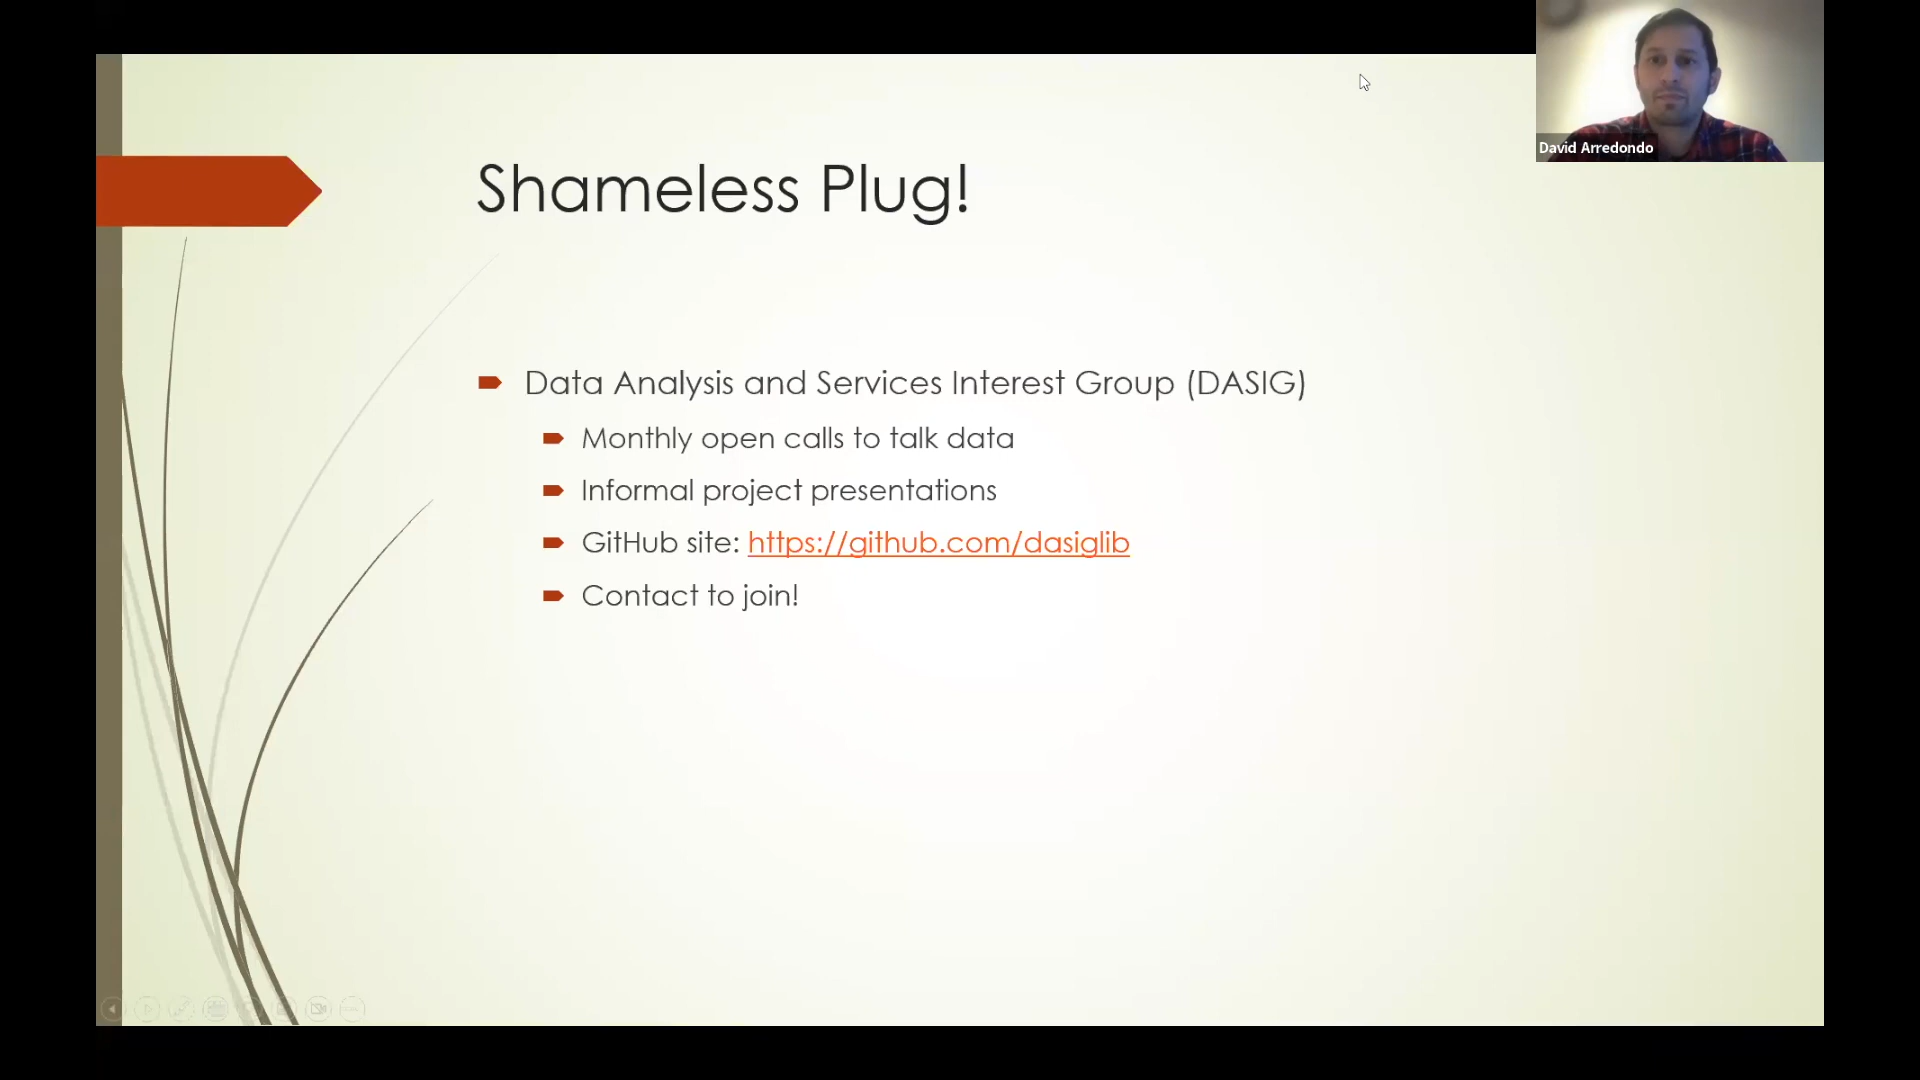 David Arredondo
Shameless Plug!
Data Analysis and Services Interest Group (DASIG)
Monthly open calls to talk data
Informal project presentations
GitHub site: https://github.com/dasiglib
Contact to join!